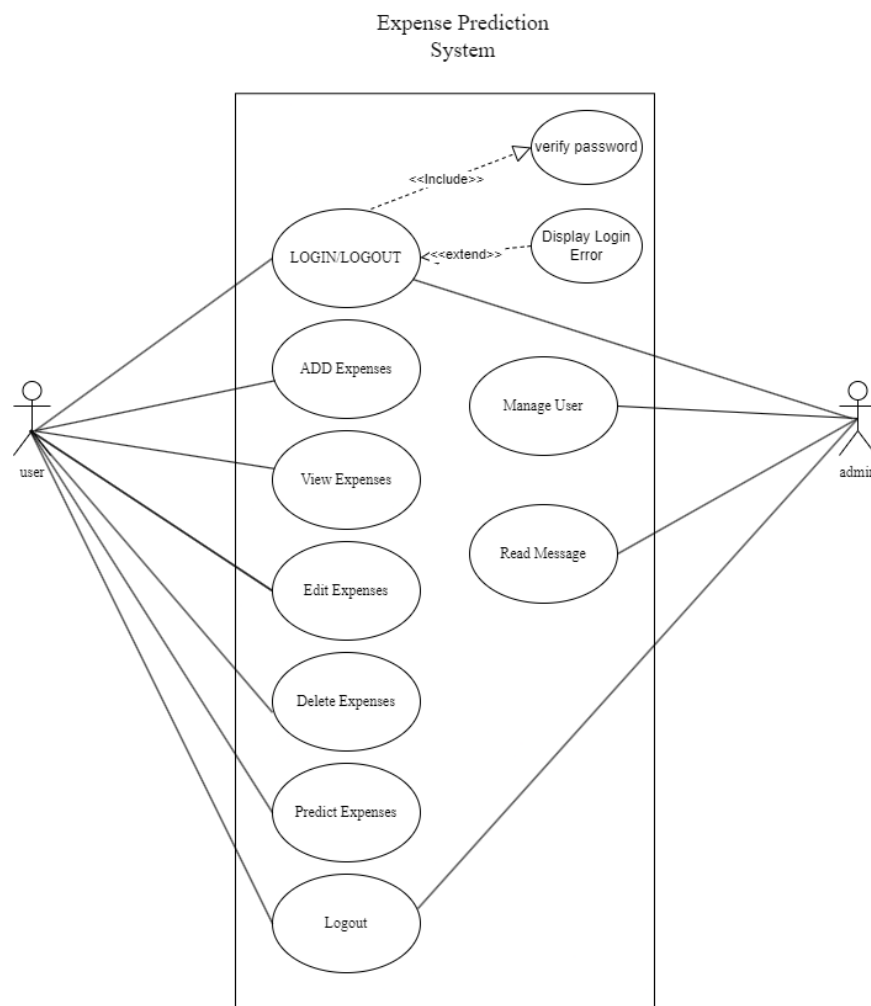 Expense Prediction
System
verify password
<<Include>>
Display Login
Error
<<extend>>
LOGIN/LOGOUT
ADD Expenses
Manage User
user
admin
View Expenses
Read Message
Edit Expenses
Delete Expenses
Predict Expenses
Logout